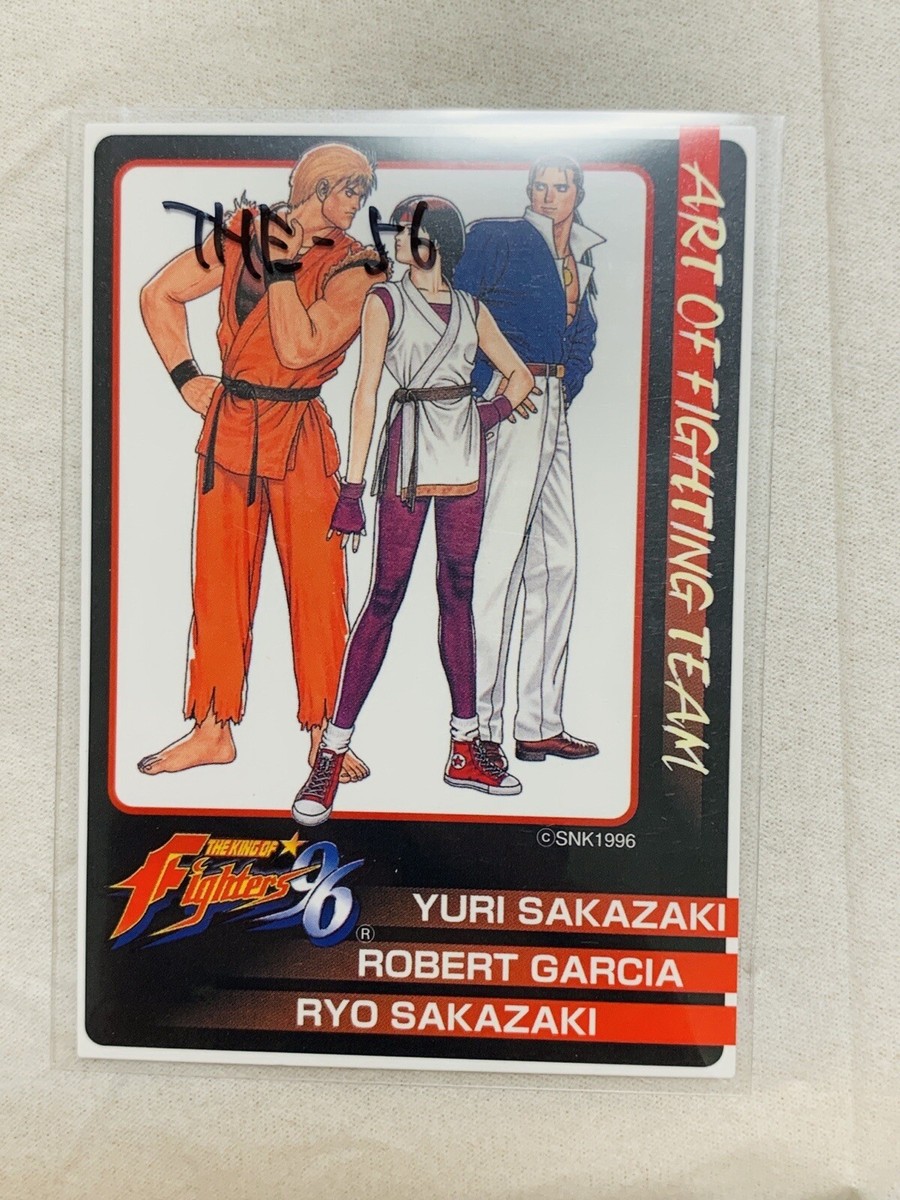 THE-56
ART OF FIGHTING TEAM
©SNK1996
THE KING OF
Fighters 96
®
YURI SAKAZAKI
ROBERT GARCIA
RYO SAKAZAKI